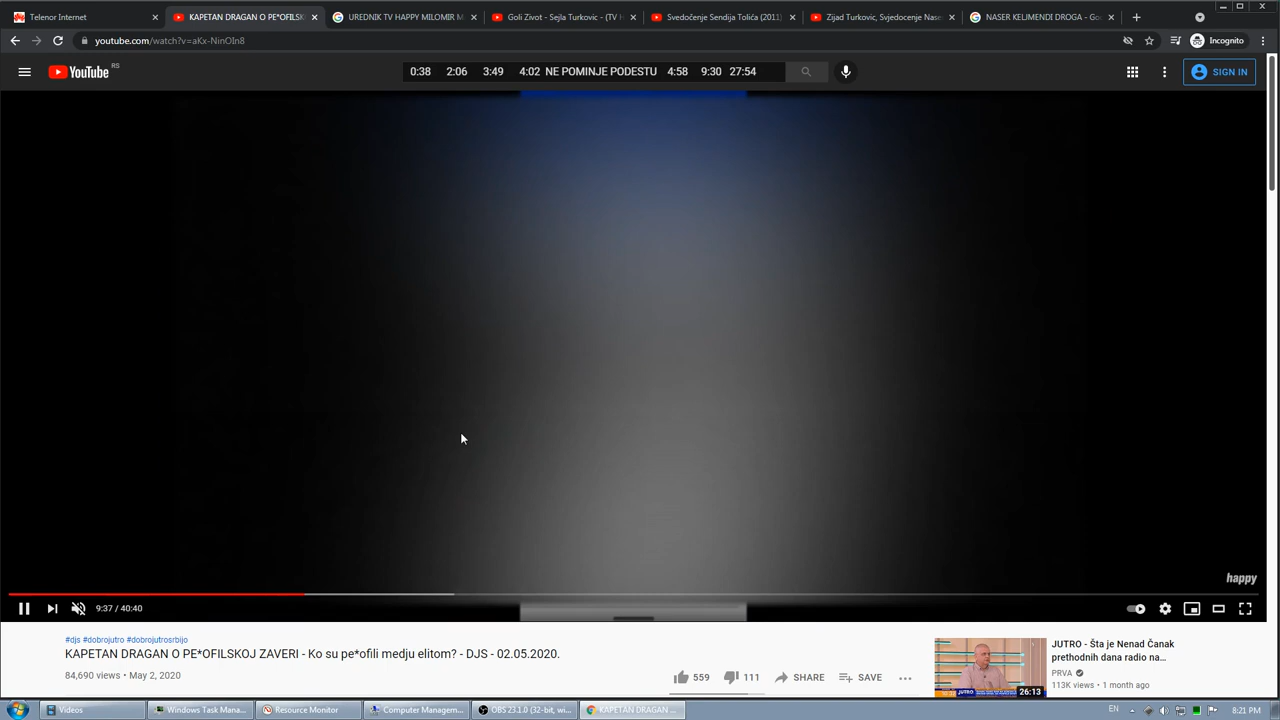 Telenor Internet
KAPETAN DRAGAN O PE*OFILSK
UREDNIK TV HAPPY MILOMIR M
Goli Zivot - Sejla Turkovic - (TV H
Svedočenje Sendija Tolića (2011)
Zijad Turkovic, Svjedocenje Nase
NASER KELIMENDI DROGA - Go
youtube.com/watch?v=aKx-NinOIn8
Incognito
YouTube RS
0:38 2:06 3:49 4:02 NE POMINJE PODESTU 4:58 9:30 27:54
SIGN IN
happy
9:37 / 40:40
#djs #dobrojutro #dobrojutrosrbijo
KAPETAN DRAGAN O PE*OFILSKOJ ZAVERI - Ko su pe*ofili medju elitom? - DJS - 02.05.2020.
84,690 views • May 2, 2020
559 111 SHARE SAVE
JUTRO
26:13
JUTRO - Šta je Nenad Čanak
prethodnih dana radio na...
PRVA
113K views • 1 month ago
Videos
Windows Task Mana...
Resource Monitor
Computer Managem...
OBS 23.1.0 (32-bit, wi...
KAPETAN DRAGAN ...
EN
8:21 PM